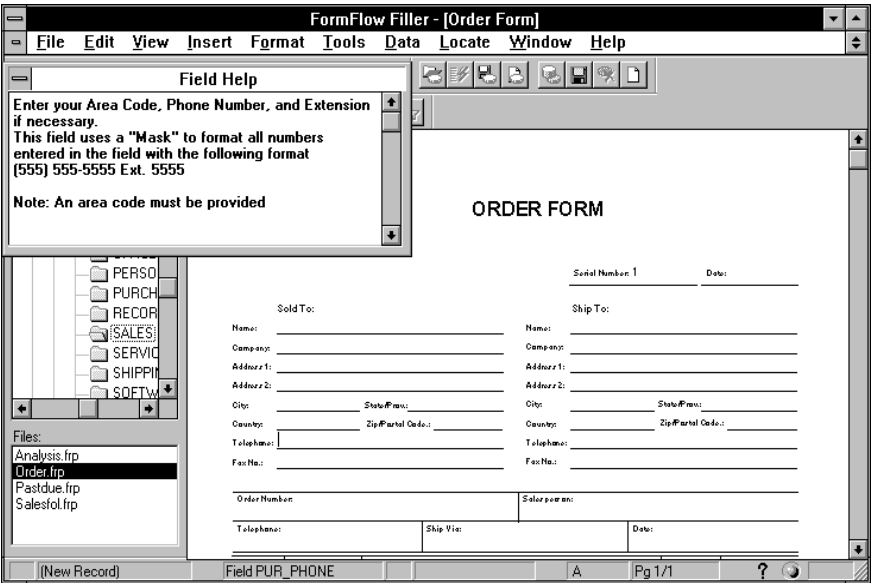 FormFlow Filler - [Order Form]
File Edit View Insert Format Tools Data Locate Window Help
Field Help
Enter your Area Code, Phone Number, and Extension
if necessary.
This field uses a "Mask" to format all numbers
entered in the field with the following format
(555) 555-5555 Ext. 5555
Note: An area code must be provided
PERSO
PURCH
RECOR
SALES
SERVIC
SHIPPI
SOFTW
Files:
Analysis.frp
Order.frp
Pastdue.frp
Salesfol.frp
ORDER FORM
Serial Number: 1 Date:
Sold To: Ship To:
Name: Name:
Company: Company:
Address 1: Address 1:
Address 2: Address 2:
City: State/Prov.: City: State/Prov.:
Country: Zip/Postal Code.: Country: Zip/Postal Code.:
Telephone: Telephone:
Fax No.: Fax No.:
Order Number: Salesperson:
Telephone: Ship Via: Date:
(New Record) Field PUR_PHONE A Pg 1/1 ?